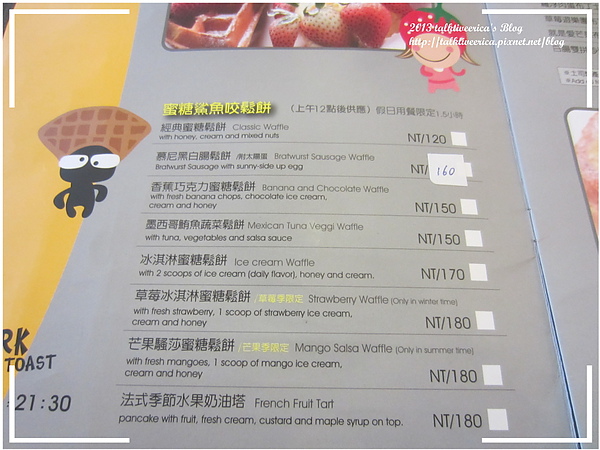 2013 talkliveerica's Blog
http://talkliveerica.pixnet.net/blog
蜜糖鯊魚咬鬆餅 (上午12點後供應) 假日用餐限定1.5小時
經典蜜糖鬆餅 Classic Waffle
with honey, cream and mixed nuts
NT/120
慕尼黑白腸鬆餅/附太陽蛋 Bratwurst Sausage Waffle
Bratwurst Sausage with sunny-side up egg
NT/ 160
香蕉巧克力蜜糖鬆餅 Banana and Chocolate Waffle
with fresh banana chops, chocolate ice cream,
cream and honey
NT/150
墨西哥鮪魚蔬菜鬆餅 Mexican Tuna Veggi Waffle
with tuna, vegetables and salsa sauce
NT/150
冰淇淋蜜糖鬆餅 Ice cream Waffle
with 2 scoops of ice cream (daily flavor), honey and cream.
NT/170
草莓冰淇淋蜜糖鬆餅 /草莓季限定 Strawberry Waffle (Only in winter time)
with fresh strawberry, 1 scoop of strawberry ice cream,
cream and honey
NT/180
芒果騷莎蜜糖鬆餅 /芒果季限定 Mango Salsa Waffle (Only in summer time)
with fresh mangoes, 1 scoop of mango ice cream,
cream and honey
NT/180
法式季節水果奶油塔 French Fruit Tart
pancake with fruit, fresh cream, custard and maple syrup on top.
NT/180
RK
TOAST
21:30